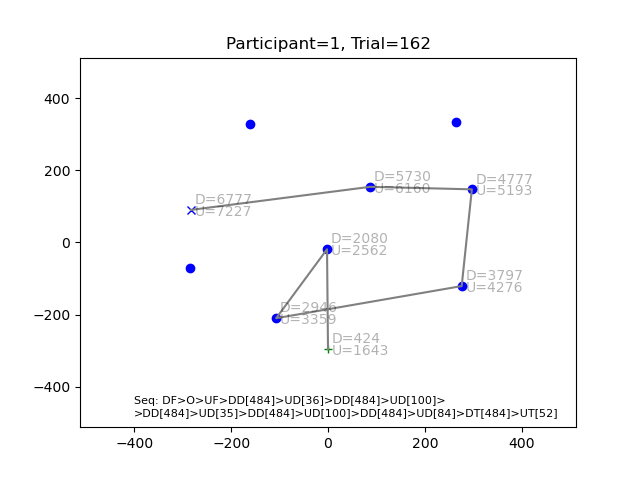 Participant=1, Trial=162
400
200
0
−200
−400
−400
−200
0
200
400
D=6777
U=7227
D=5730
U=6160
D=4777
U=5193
D=2080
U=2562
D=3797
U=4276
D=2946
U=3359
D=424
U=1643
Seq: DF>O>UF>DD[484]>UD[36]>DD[484]>UD[100]>
>DD[484]>UD[35]>DD[484]>UD[100]>DD[484]>UD[84]>DT[484]>UT[52]